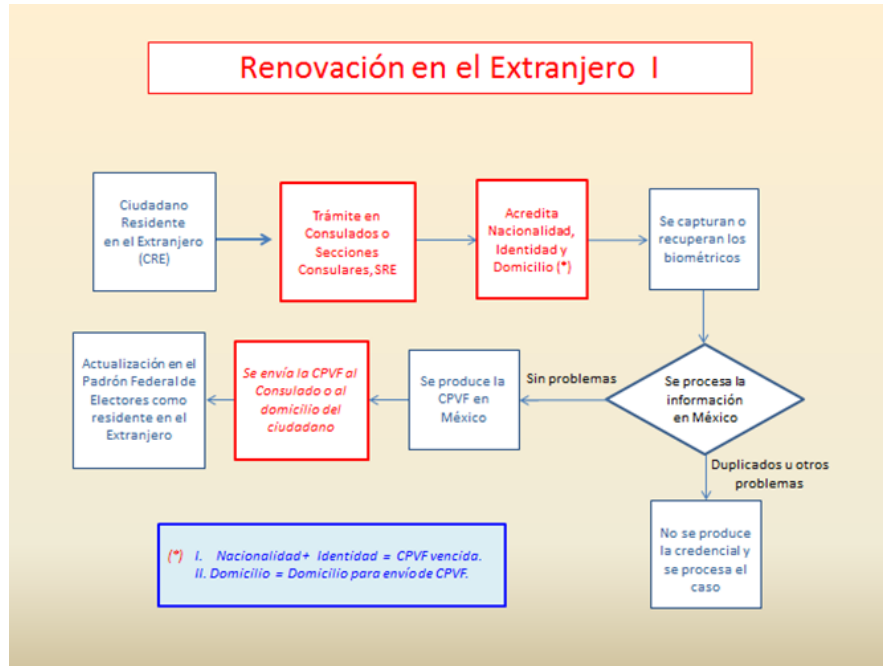 Renovación en el Extranjero  I
Ciudadano
Residente
en el Extranjero
(CRE)
Trámite en
Consulados o
Secciones
Consulares, SRE
Acredita
Nacionalidad,
Identidad y
Domicilio (*)
Se capturan o
recuperan los
biométricos
Se procesa la
información
en México
Sin problemas
Se produce la
CPVF en
México
Se envía la CPVF al
Consulado o al
domicilio del
ciudadano
Actualización en el
Padrón Federal de
Electores como
residente en el
Extranjero
Duplicados u otros
problemas
No se produce
la credencial y
se procesa el
caso
(*)  I.   Nacionalidad +  Identidad  =  CPVF vencida.
II. Domicilio  =  Domicilio para envío de CPVF.